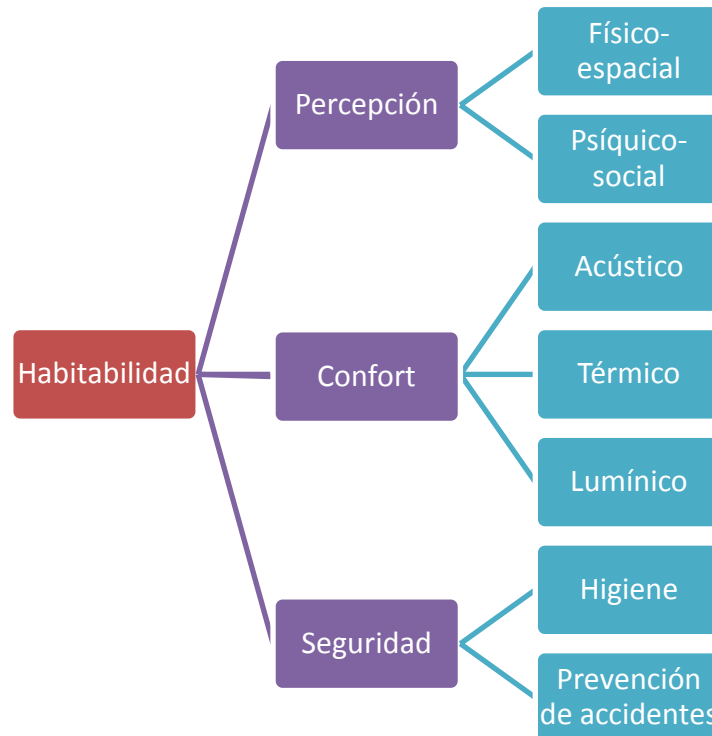 Habitabilidad
Percepción
Físico-
espacial
Psíquico-
social
Confort
Acústico
Térmico
Lumínico
Seguridad
Higiene
Prevención
de accidentes